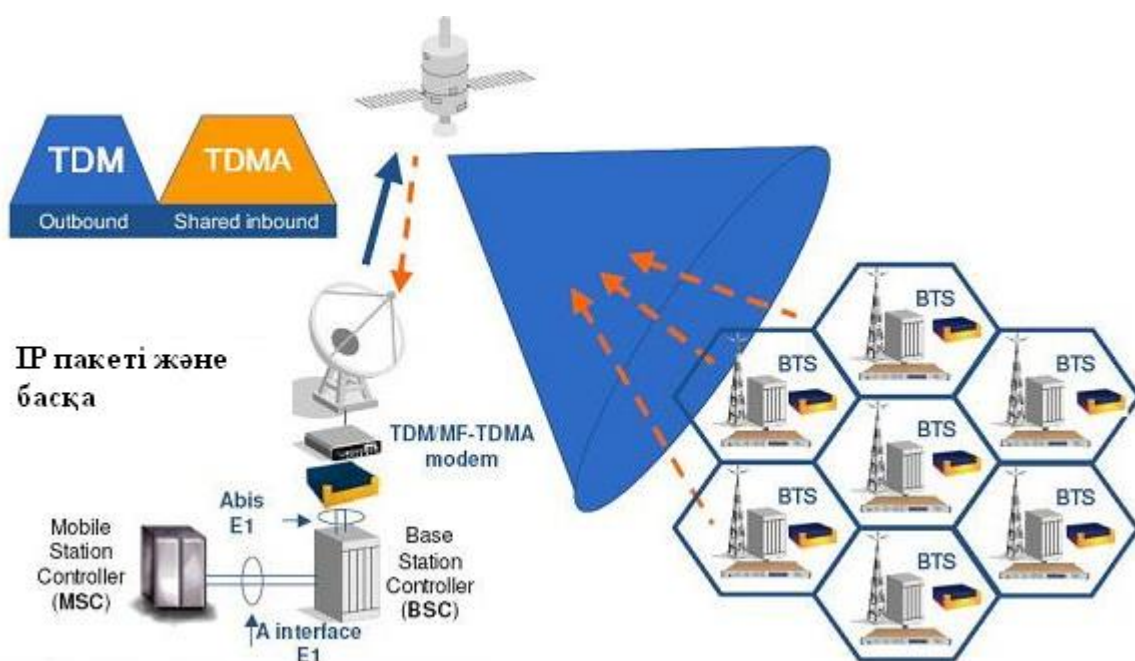 TDM
TDMA
Outbound
Shared inbound
IP пакеті және
басқа
TDM/MF-TDMA
modem
Abis
E1
Mobile
Station
Controller
(MSC)
Base
Station
Controller
(BSC)
A interface
E1
BTS
BTS
BTS
BTS
BTS
BTS
BTS